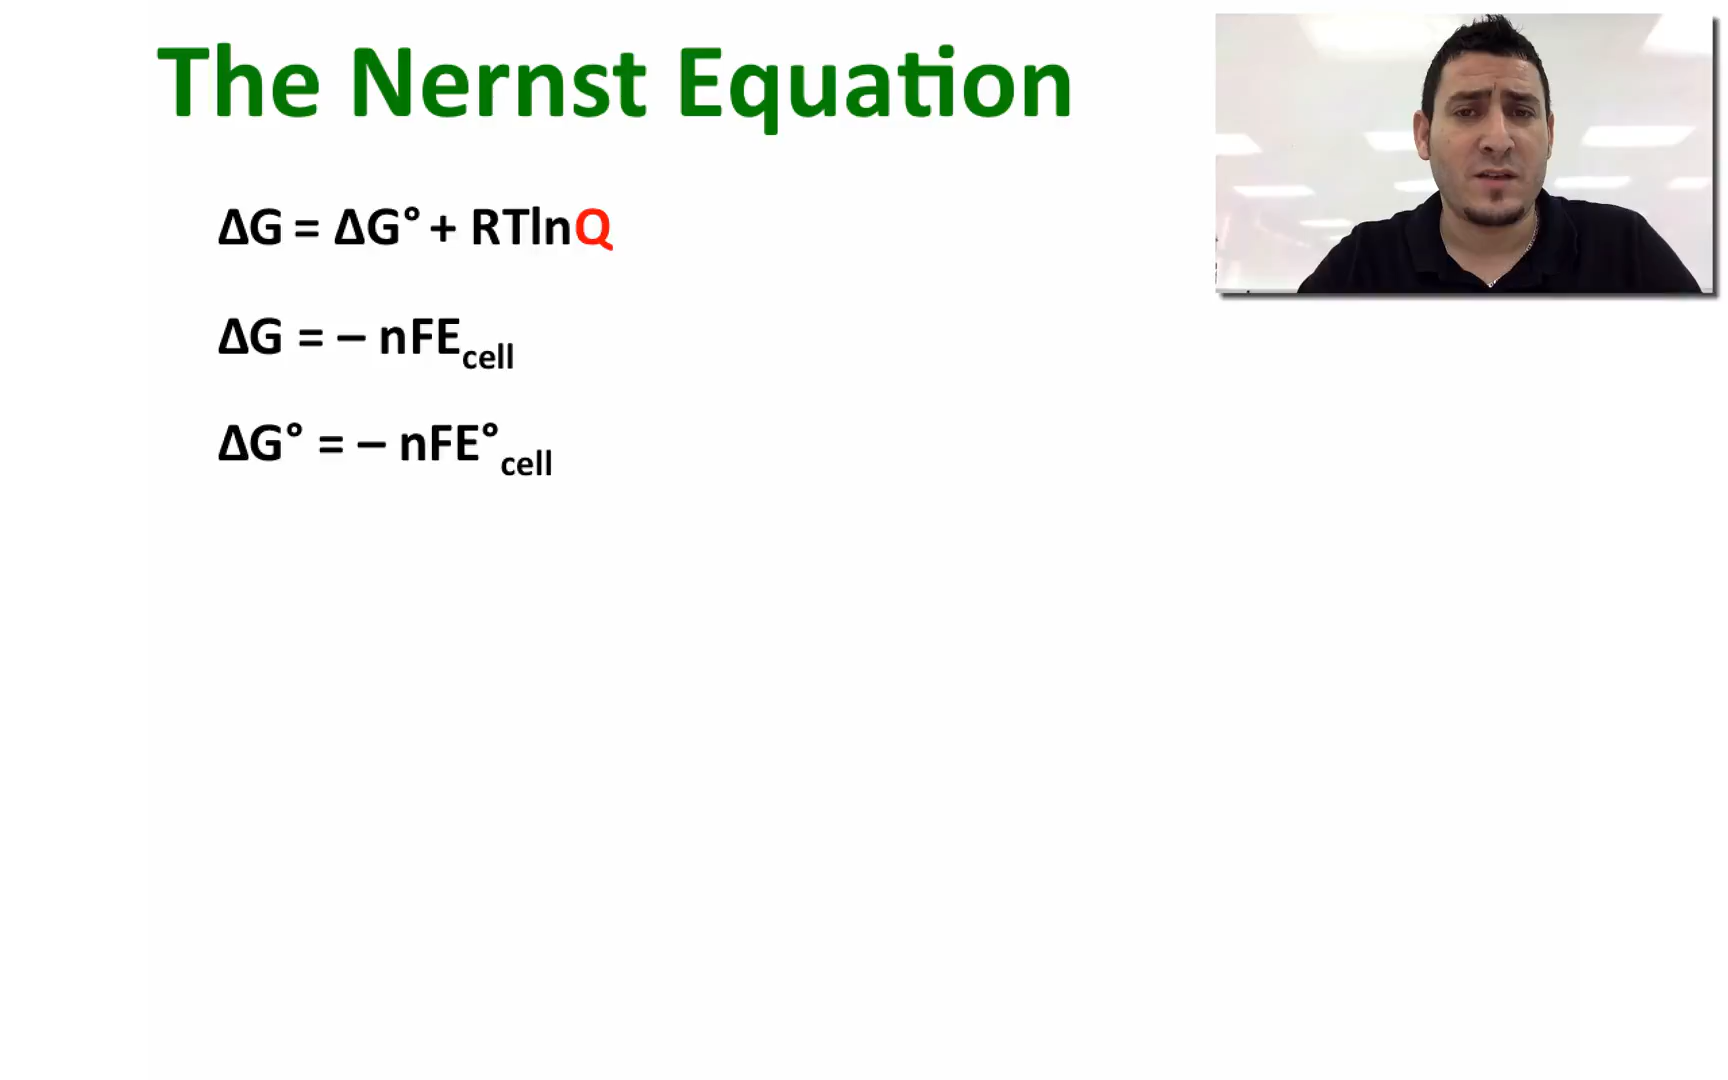 The Nernst Equation
ΔG = ΔG° + RTlnQ
ΔG = – nFEcell
ΔG° = – nFE°cell